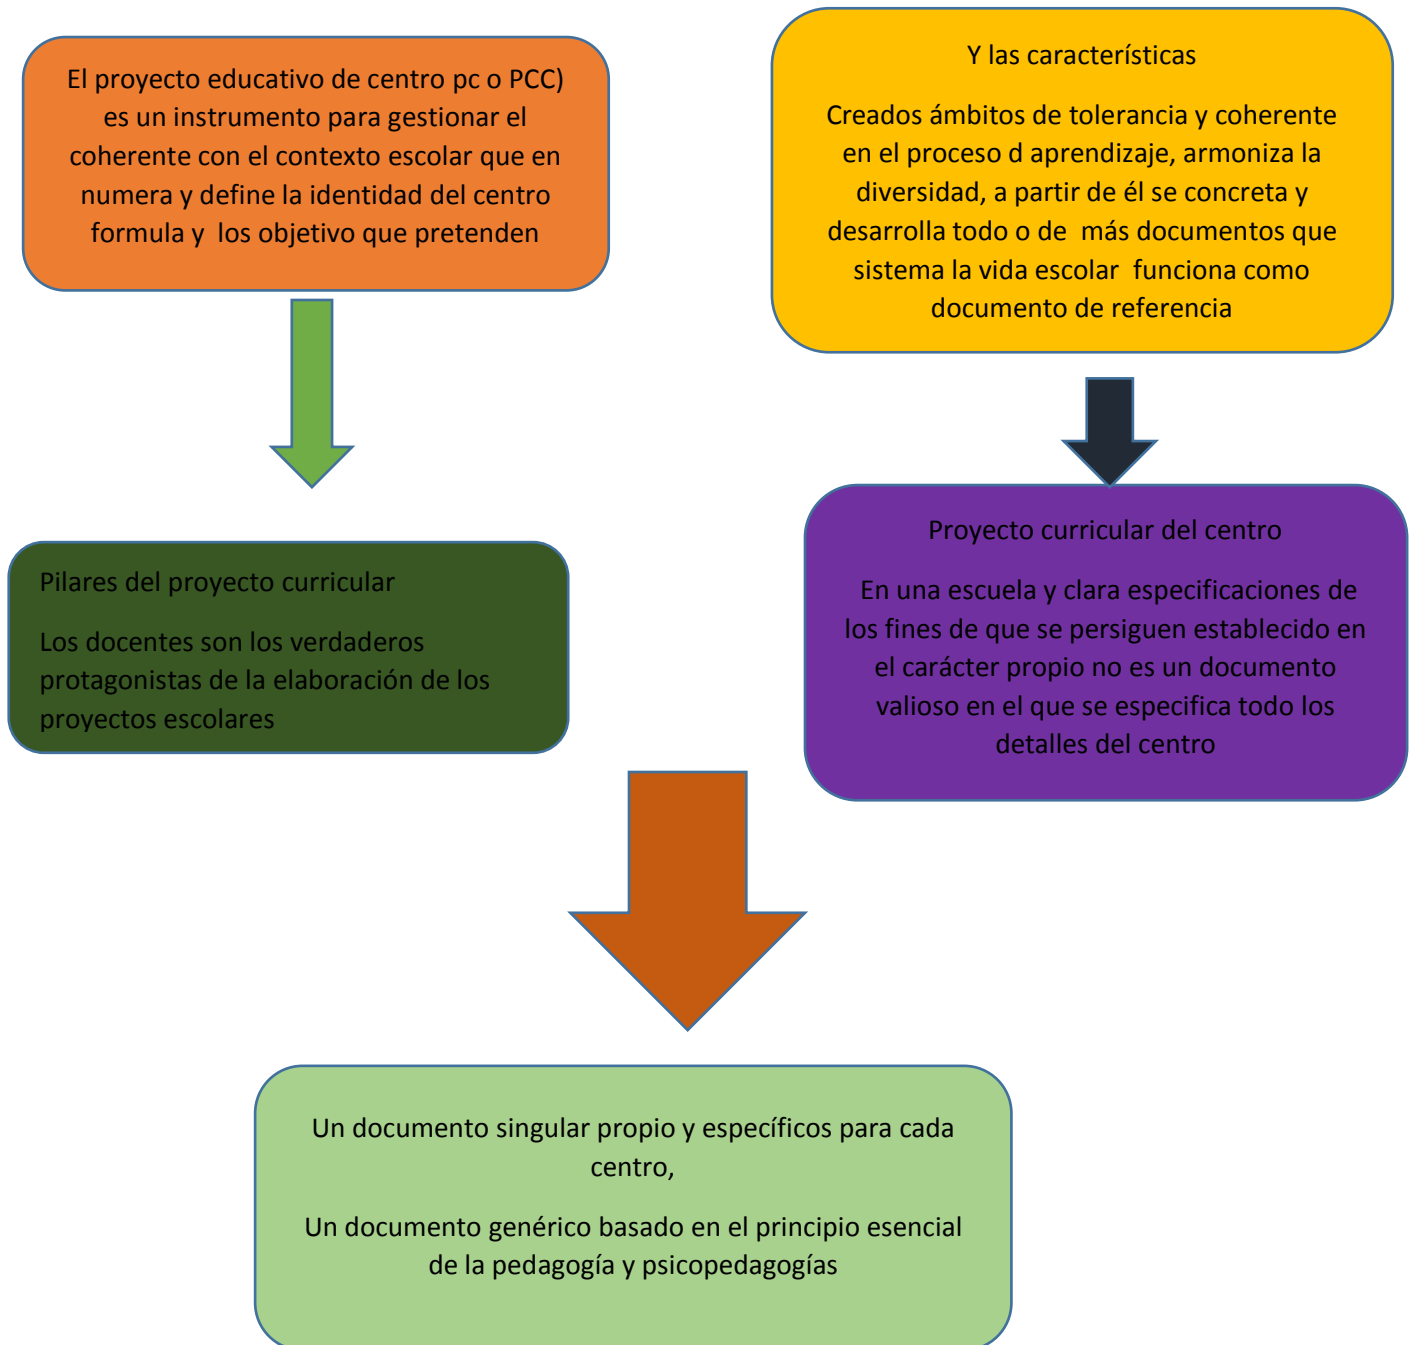 El proyecto educativo de centro pc o PCC)
es un instrumento para gestionar el
coherente con el contexto escolar que en
numera y define la identidad del centro
formula y  los objetivo que pretenden
Y las características
Creados ámbitos de tolerancia y coherente
en el proceso d aprendizaje, armoniza la
diversidad, a partir de él se concreta y
desarrolla todo o de  más documentos que
sistema la vida escolar  funciona como
documento de referencia
Pilares del proyecto curricular
Los docentes son los verdaderos
protagonistas de la elaboración de los
proyectos escolares
Proyecto curricular del centro
En una escuela y clara especificaciones de
los fines de que se persiguen establecido en
el carácter propio no es un documento
valioso en el que se especifica todo los
detalles del centro
Un documento singular propio y específicos para cada
centro,
Un documento genérico basado en el principio esencial
de la pedagogía y psicopedagogías